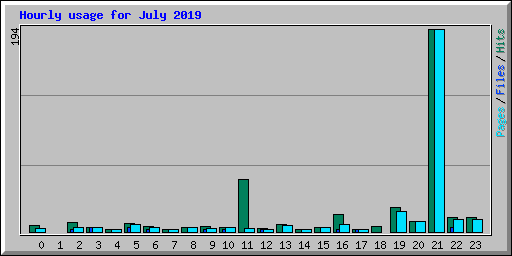 Hourly usage for July 2019
194
Pages/Files/Hits
0 1 2 3 4 5 6 7 8 9 10 11 12 13 14 15 16 17 18 19 20 21 22 23